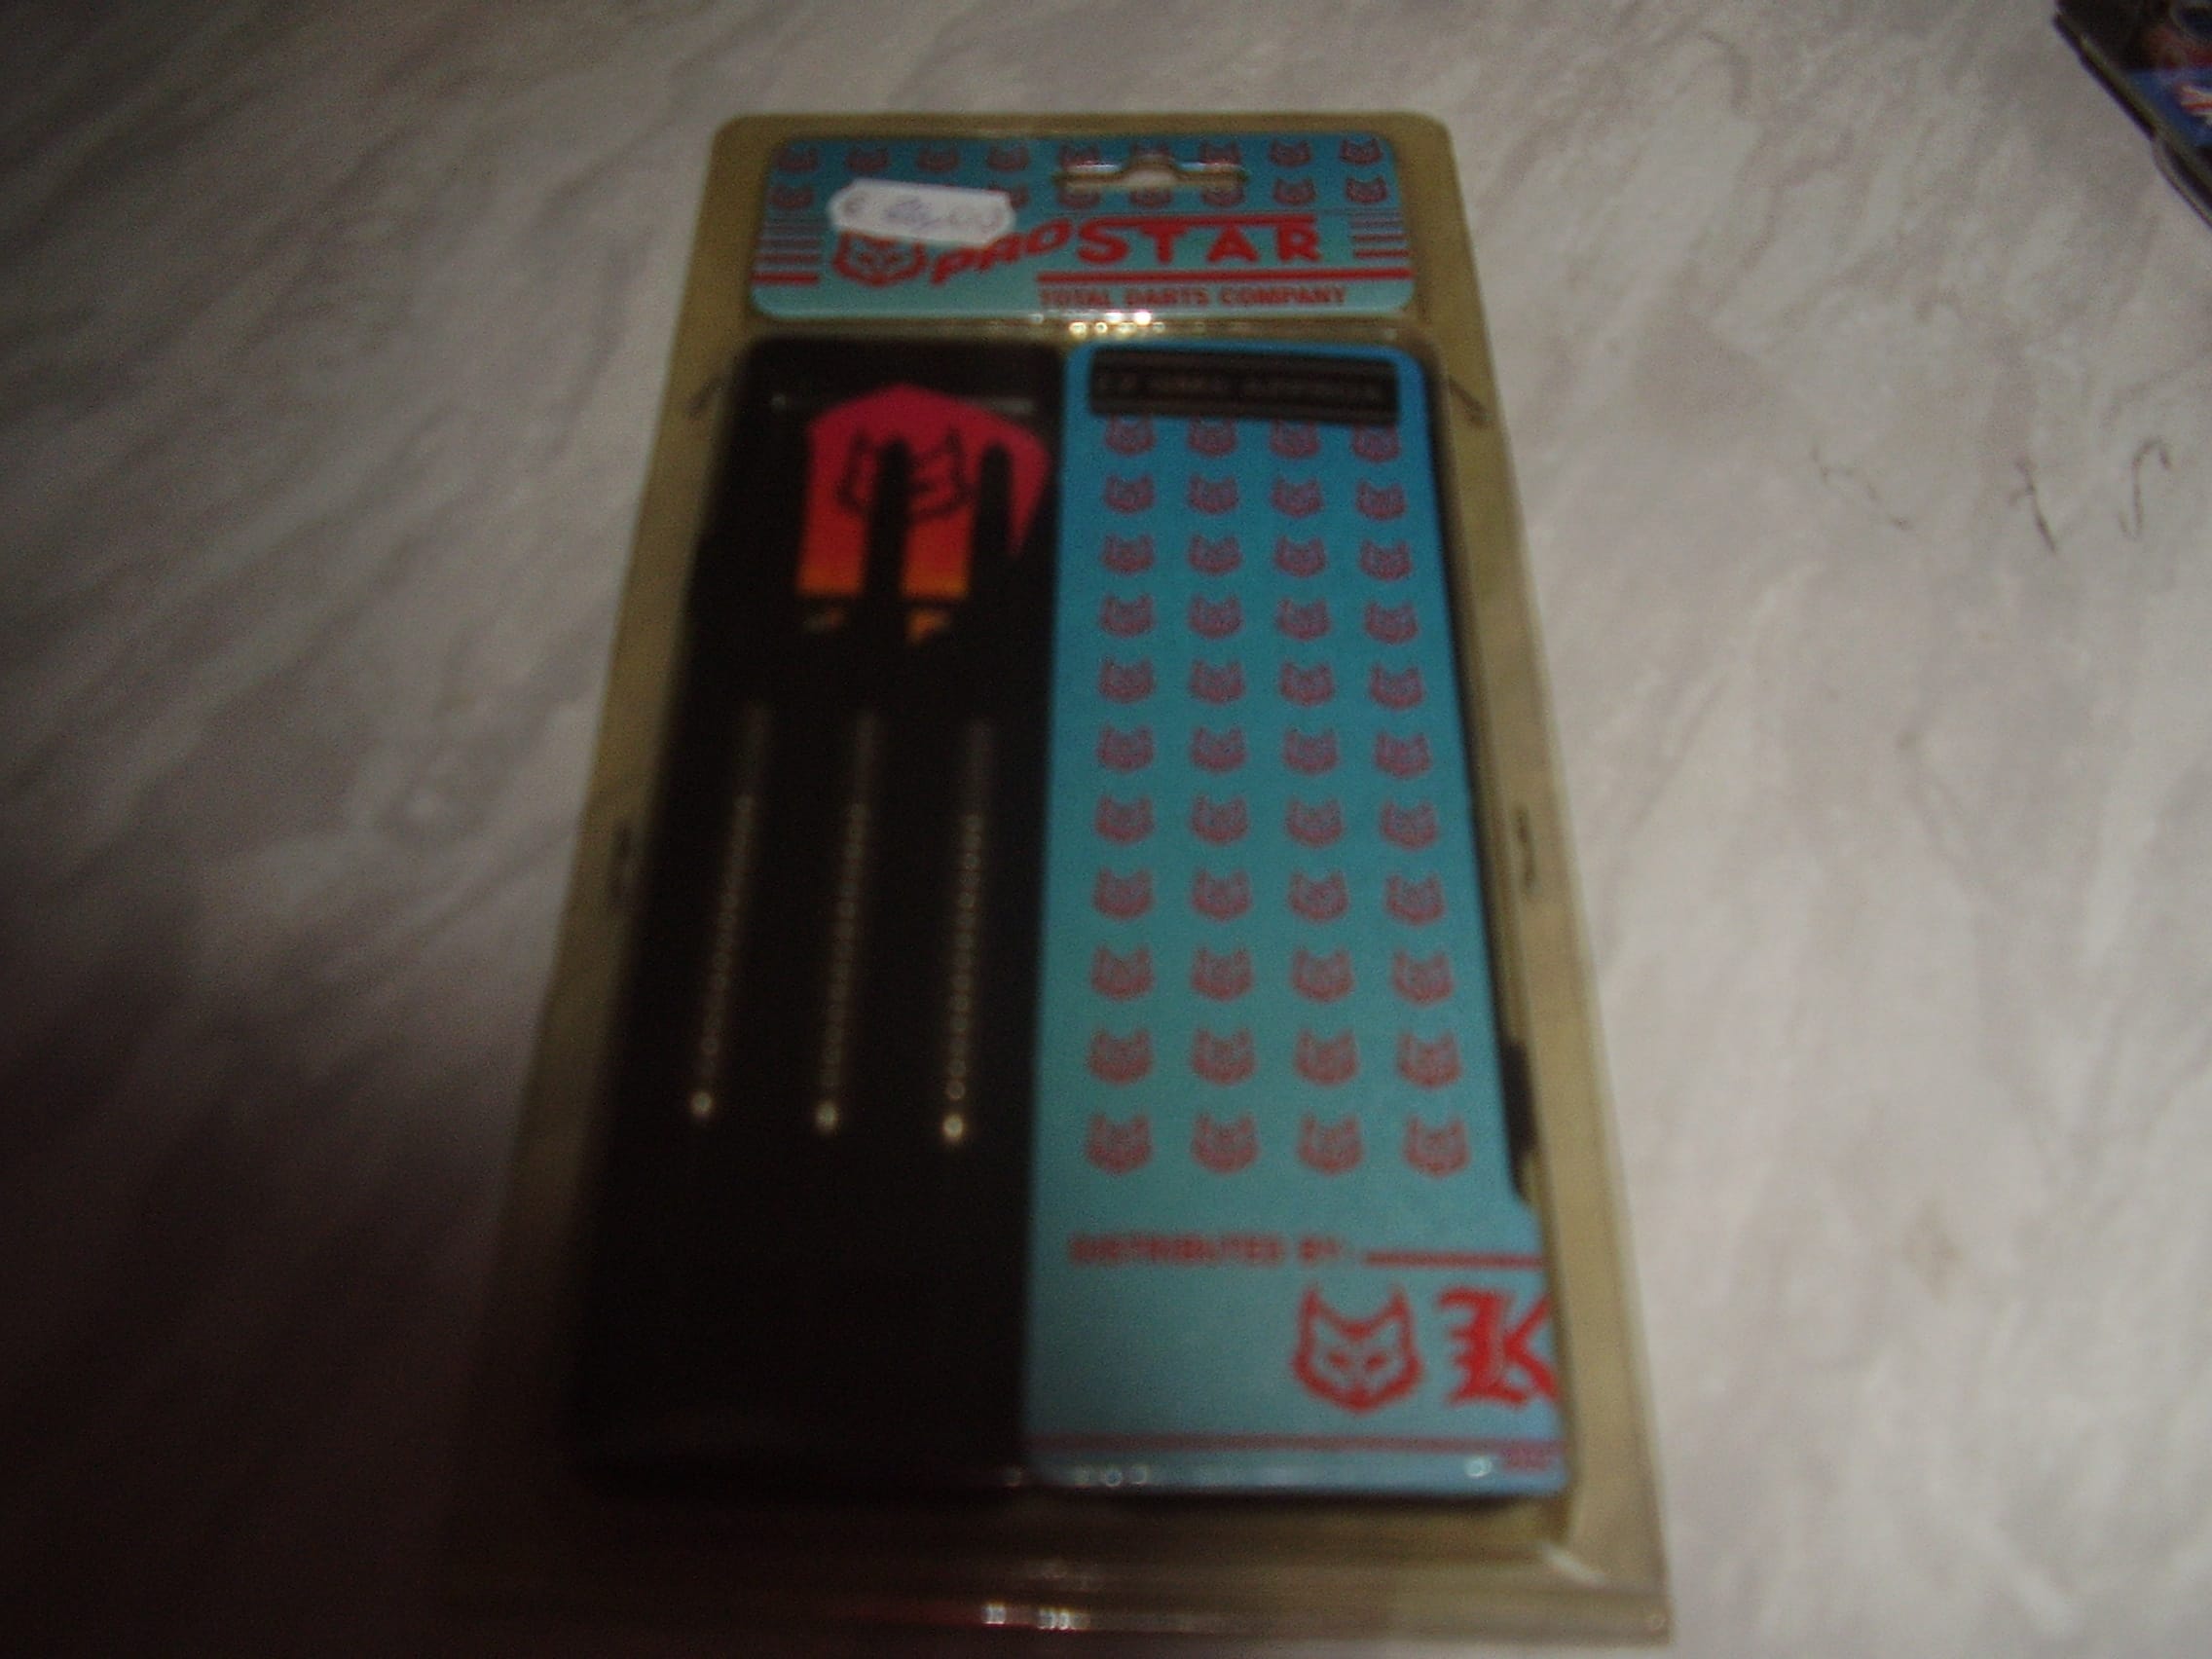 PROSTAR
TOTAL DARTS COMPANY
DISTRIBUTED BY:
K